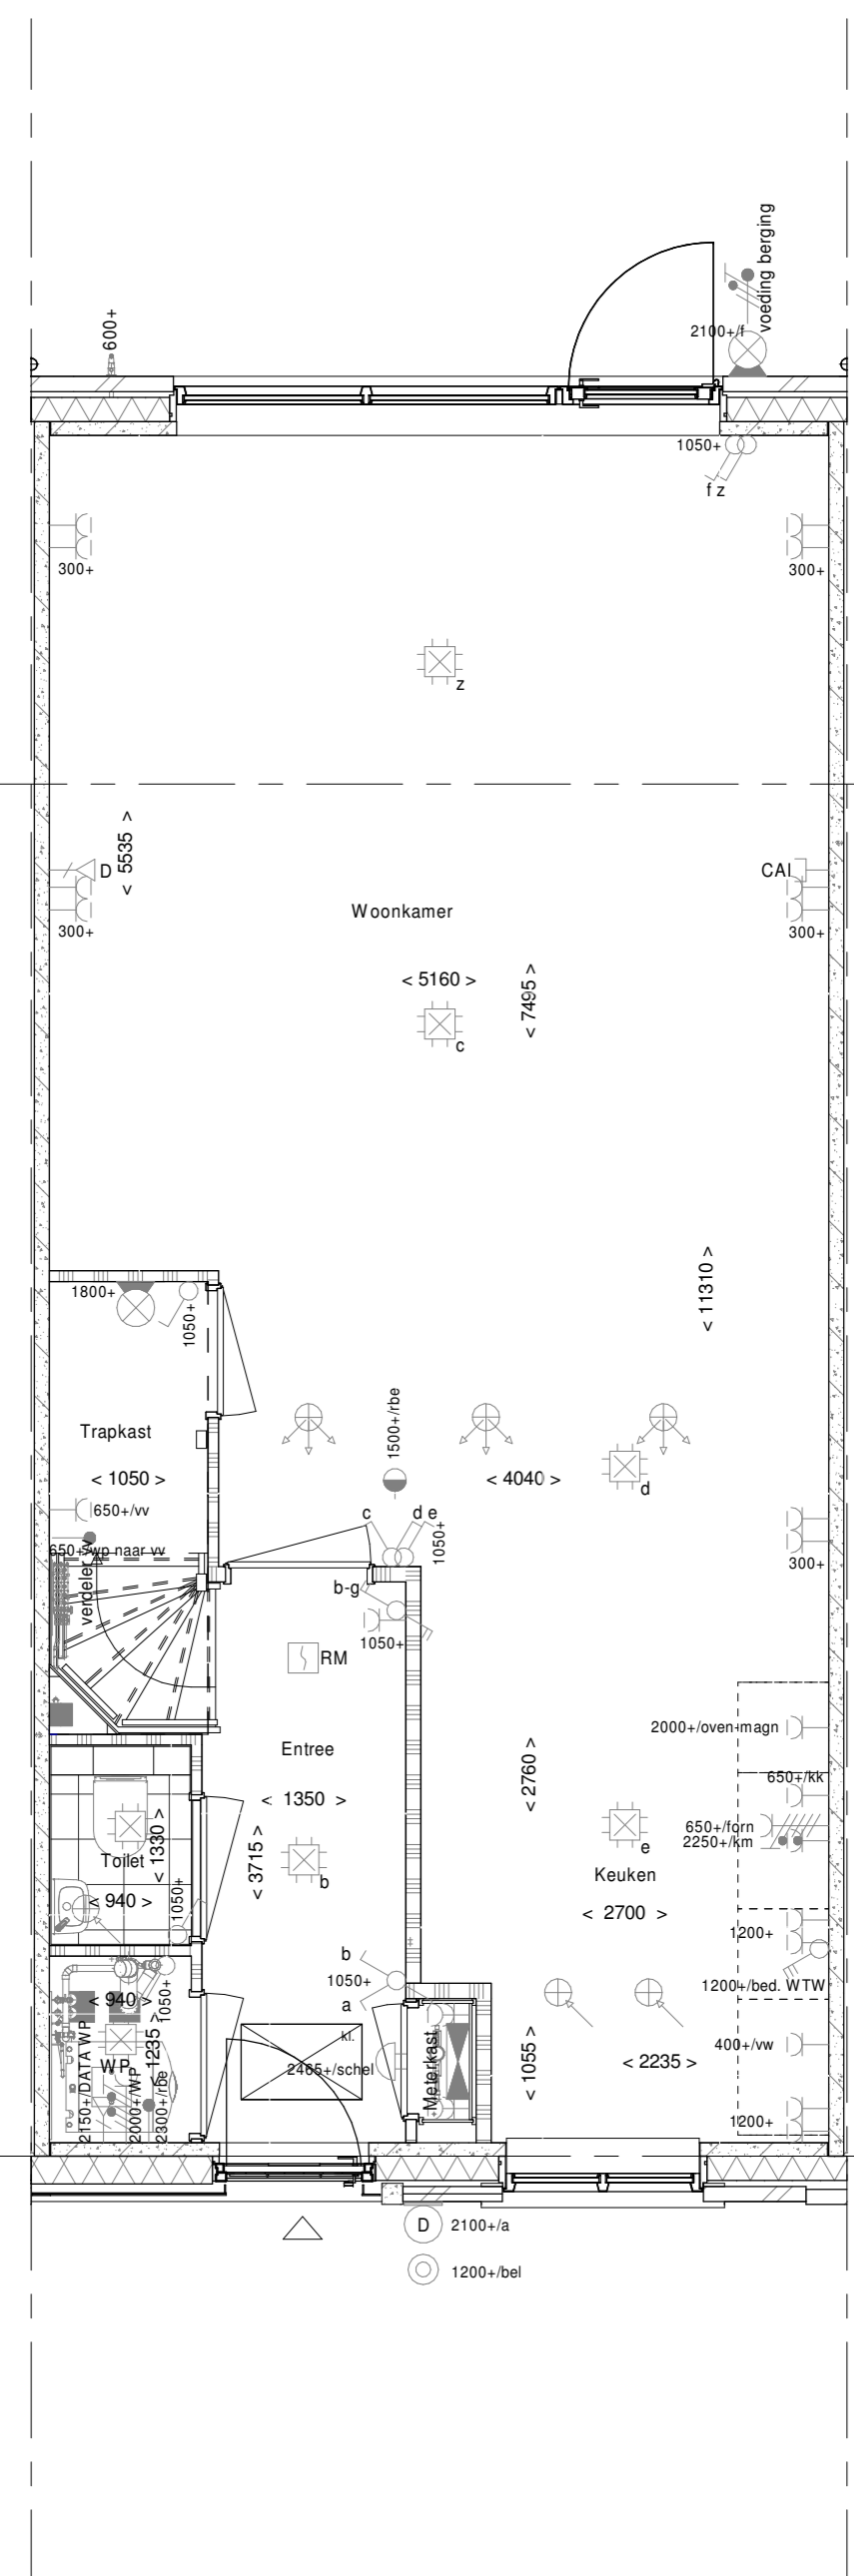 voeding berging
600+
2100+/f
1050+
f z
300+
300+
z
D
< 5535 >
CAI
300+
300+
Woonkamer
< 5160 >
< 7495 >
c
< 11310 >
1800+
1050+
Trapkast
< 1050 >
1500+/rbe
< 4040 >
d
650+/vv
c
d e
1050+
650+/wp naar vv
verdeler vv
300+
b-g
1050+
RM
2000+/oven-magn
Entree
650+/kk
< 1350 >
< 2760 >
650+/forn
2250+/km
Toilet
< 1330 >
< 3715 >
b
e
Keuken
< 940 >
1050+
< 2700 >
1200+
b
1050+
a
1200+/bed. WTW
< 940 >
1050+
kl.
WP
< 1235 >
2465+/schel
Meterkast
< 1055 >
< 2235 >
400+/vw
2150+/DATA WP
2000+/WP
2300+/rbe
1200+
D
2100+/a
1200+/bel